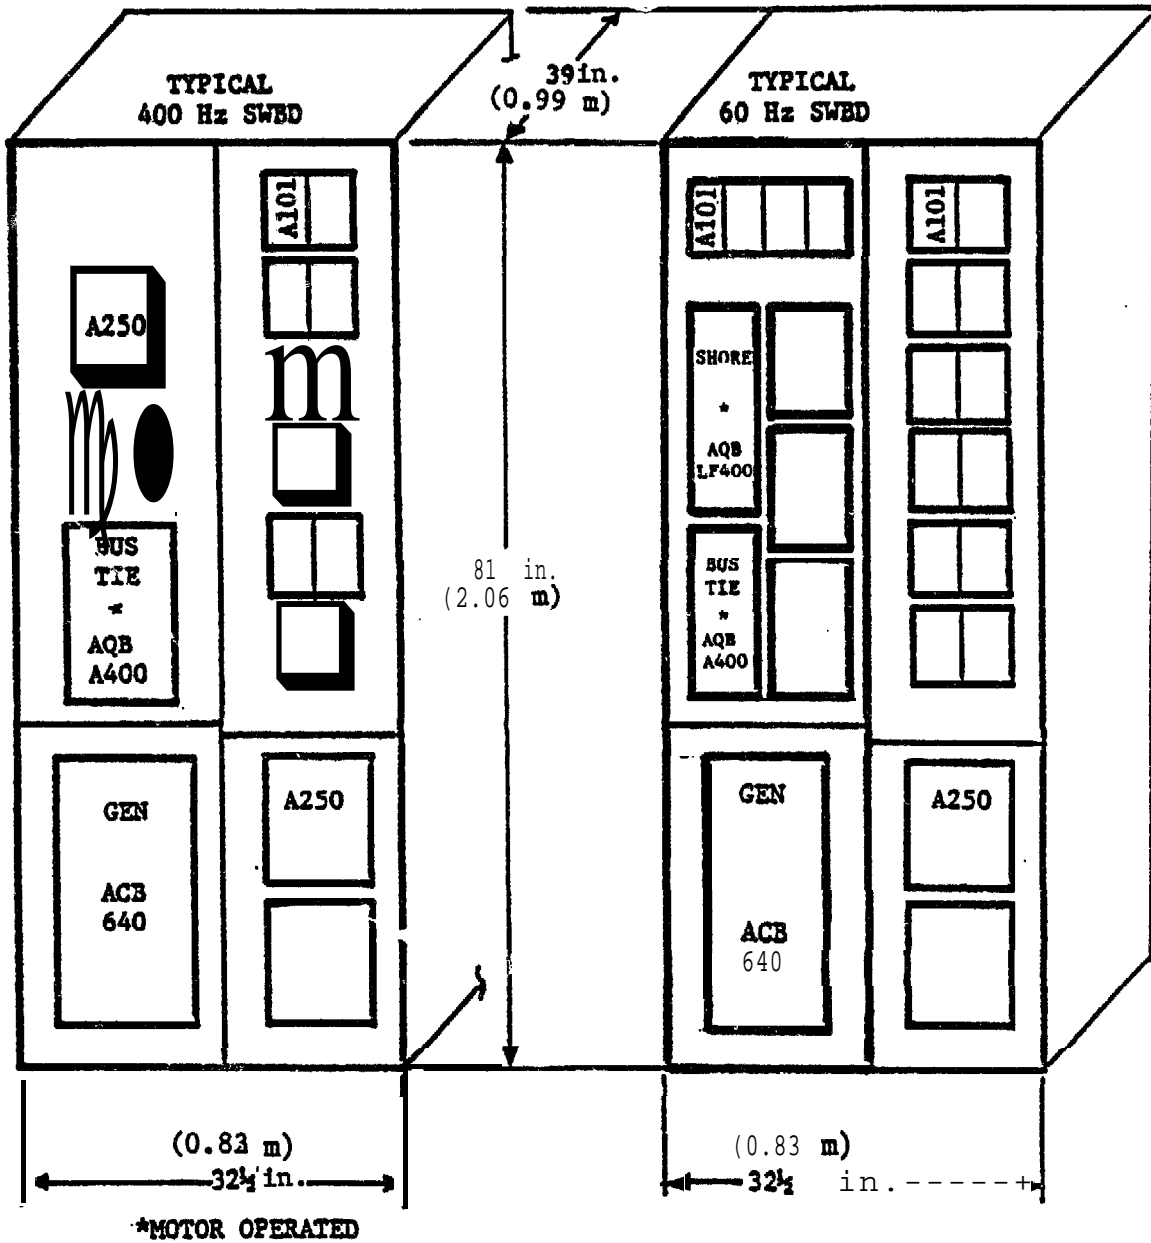 TYPICAL
400 Hz SWBD
39in.
(0.99 m)
TYPICAL
60 Hz SWBD
A101
A250
m
BUS
TIE
*
AQB
A400
GEN
ACB
640
A250
81 in.
(2.06 m)
A101
A101
SHORE
*
AQB
LF400
BUS
TIE
*
AQB
A400
GEN
ACB
640
A250
(0.83 m)
32½ in.
(0.83 m)
32½ in.-----+
*MOTOR OPERATED